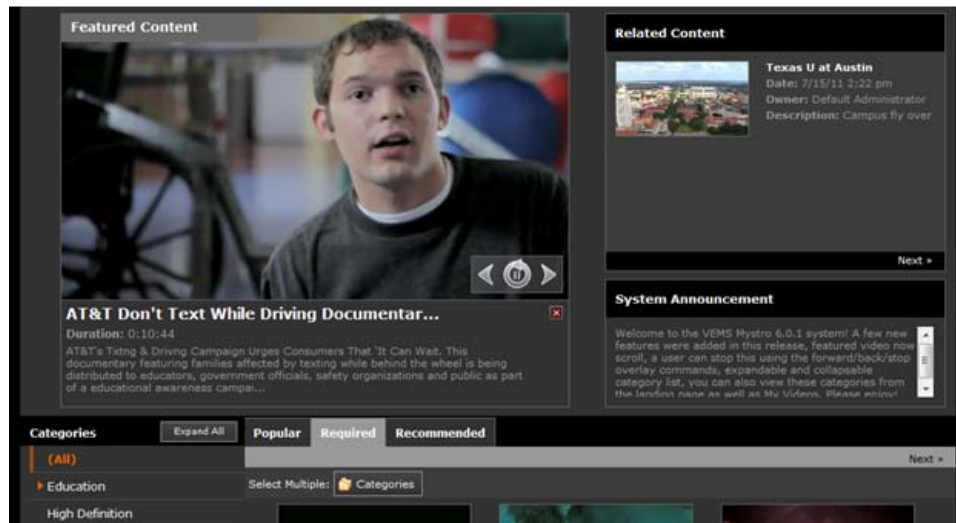 Featured Content
AT&T Don't Text While Driving Documentar...
Duration: 0:10:44
AT&T's Txtng & Drivng Campaign Urges Consumers That 'It Can Wait. This
documentary featuring families affected by texting while behind the wheel is being
distributed to educators, government officials, safety organizations and public as part
of a educational awareness campai...
Related Content
Texas U at Austin
Date: 7/15/11 2:22 pm
Owner: Default Administrator
Description: Campus fly over
Next »
System Announcement
Welcome to the VEMS Mystro 6.0.1 system! A few new
features were added in this release, featured video now
scroll, a user can stop this using the forward/back/stop
overlay commands, expandable and collapsable
category list, you can also view these categories from
the landing page as well as My Videos. Please enjoy!
Categories
Expand All
Popular
Required
Recommended
(All)
Next »
Education
Select Multiple:
Categories
High Definition